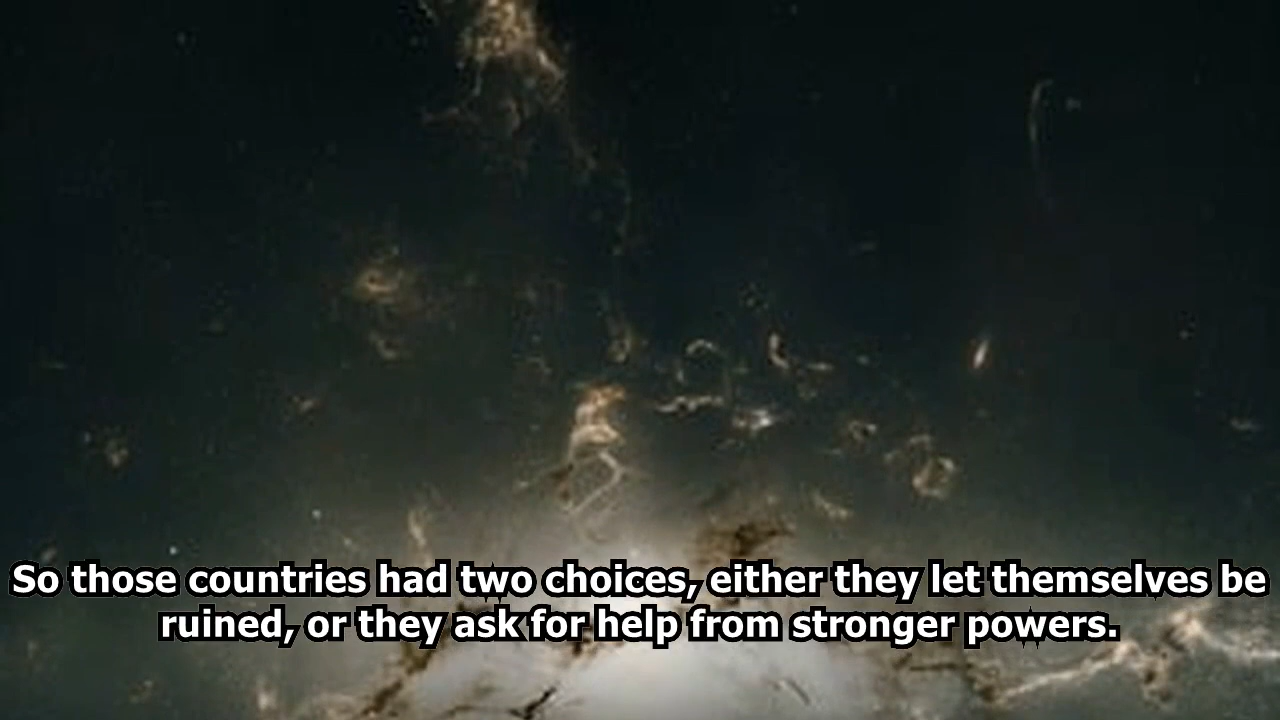 So those countries had two choices, either they let themselves be
ruined, or they ask for help from stronger powers.